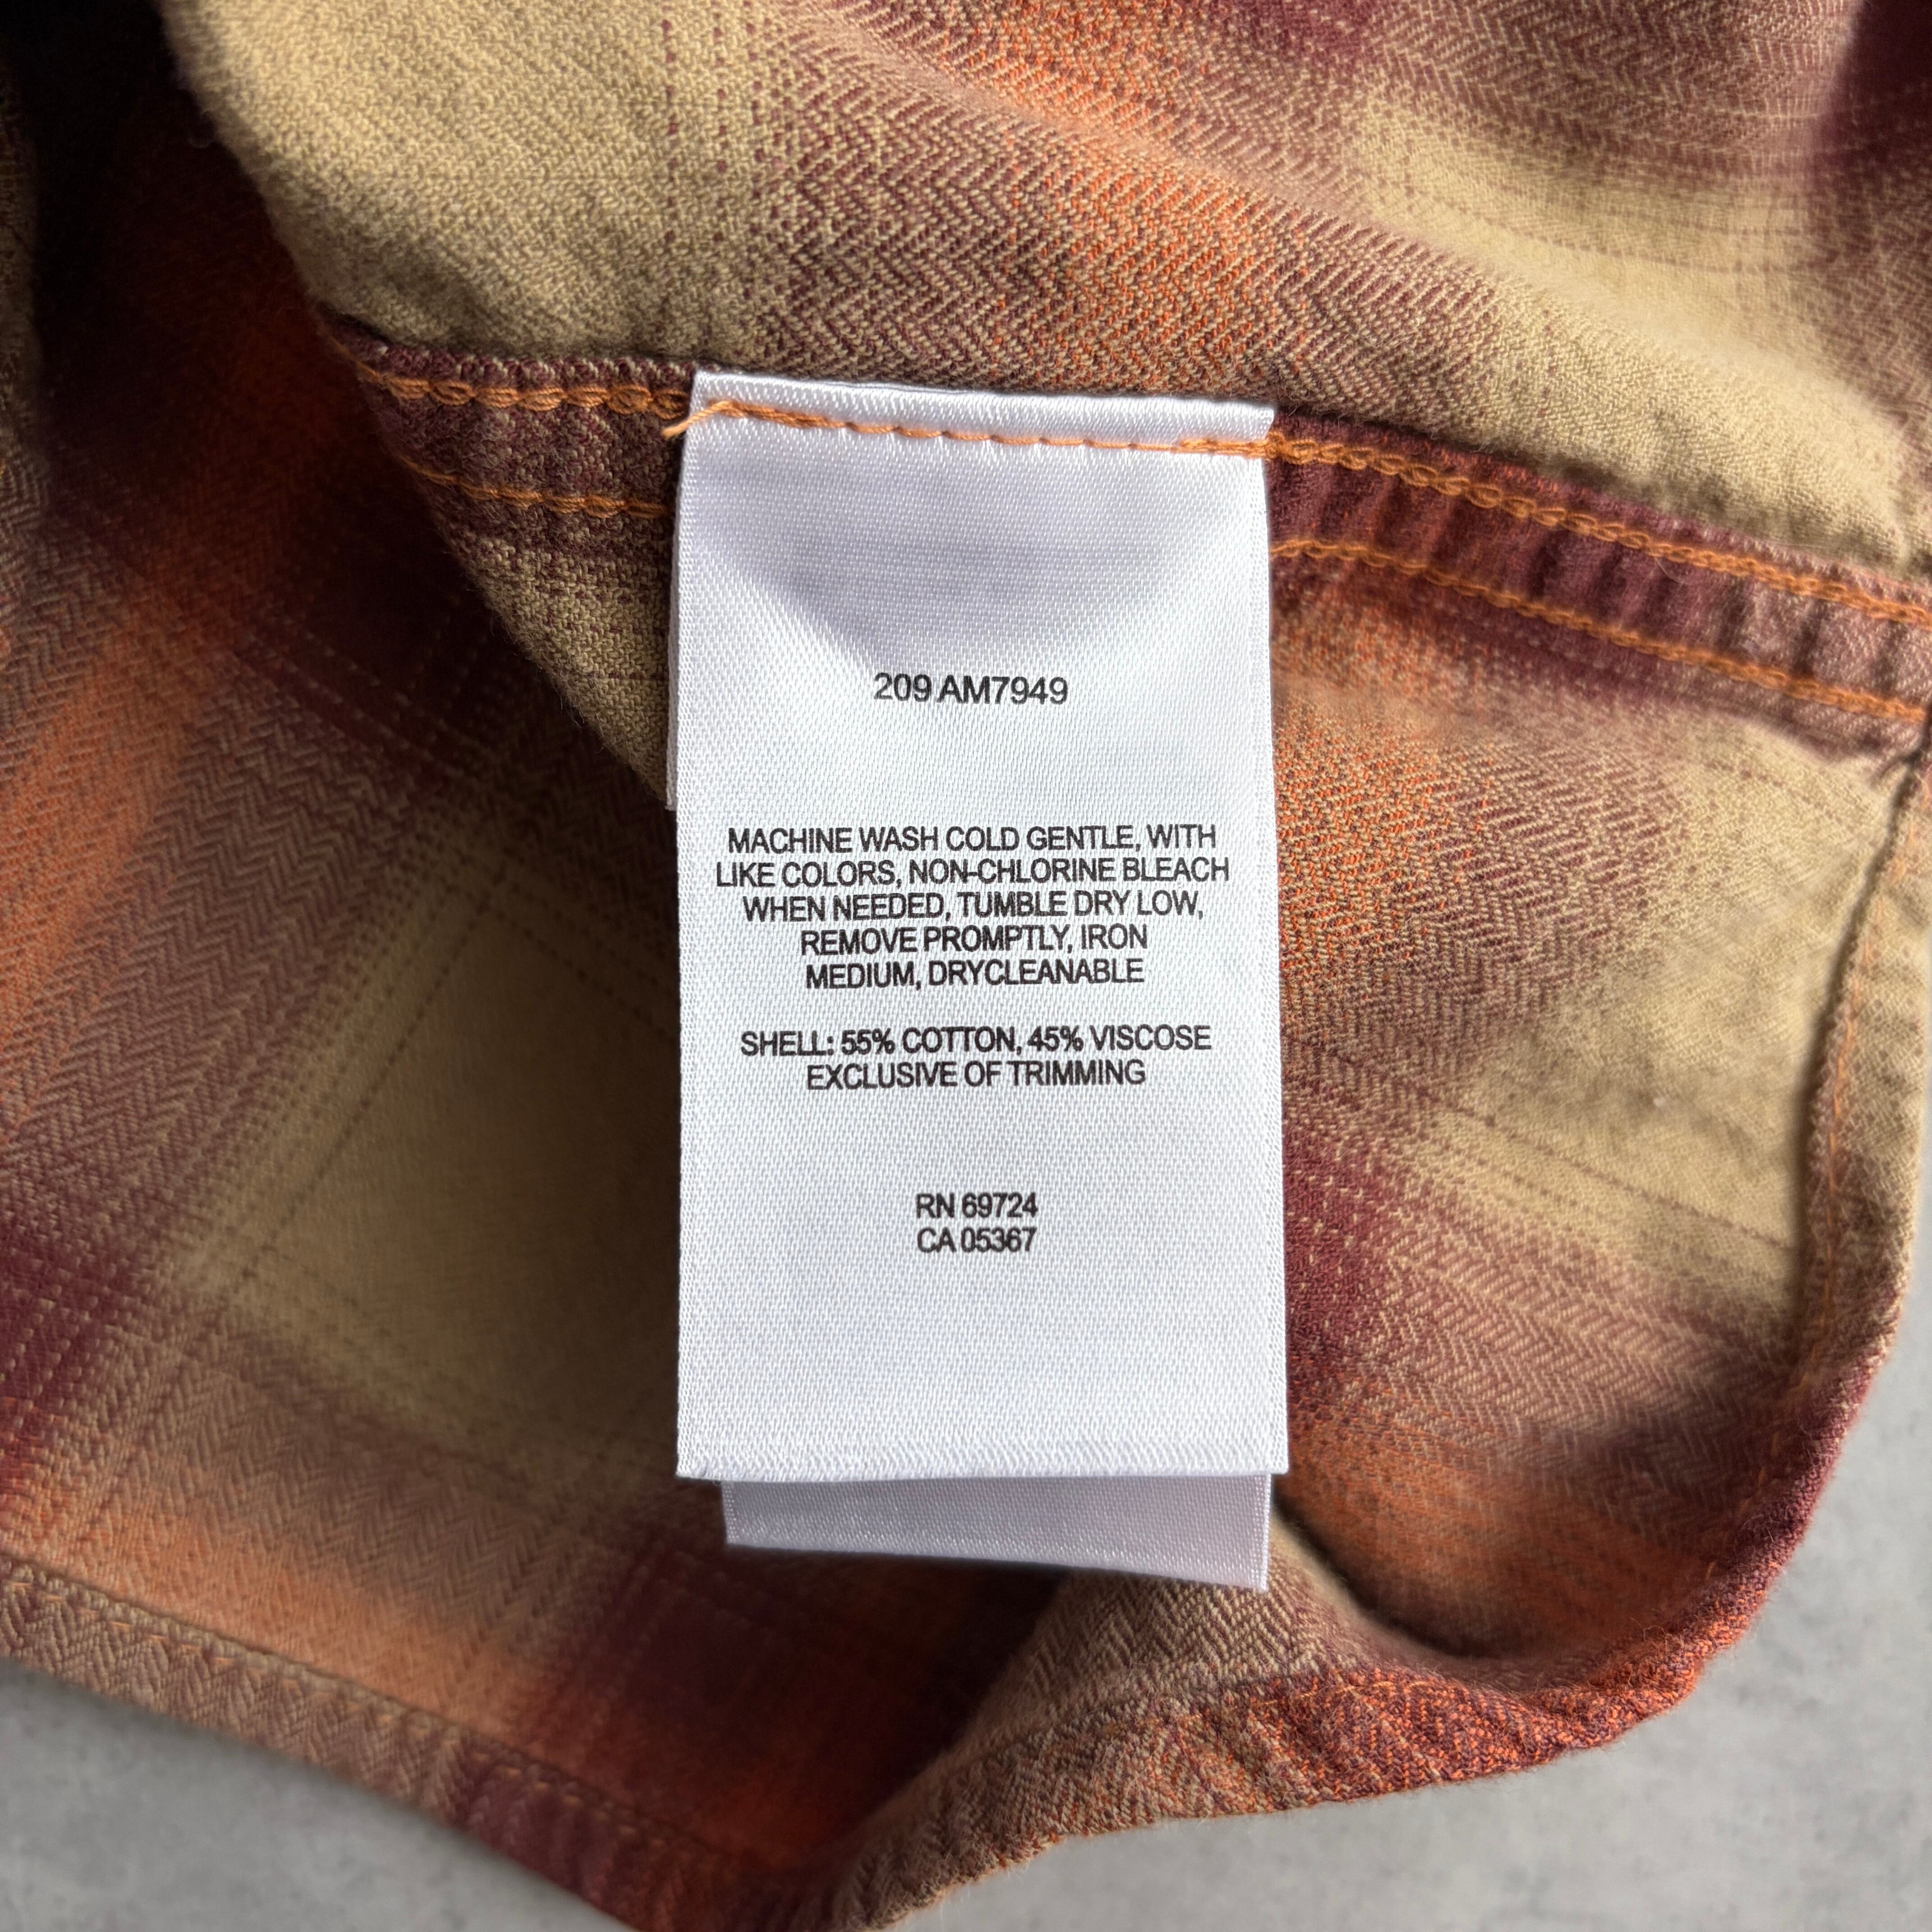 209 AM7949
MACHINE WASH COLD GENTLE, WITH
LIKE COLORS, NON-CHLORINE BLEACH
WHEN NEEDED, TUMBLE DRY LOW,
REMOVE PROMPTLY, IRON
MEDIUM, DRYCLEANABLE
SHELL: 55% COTTON, 45% VISCOSE
EXCLUSIVE OF TRIMMING
RN 69724
CA 05367